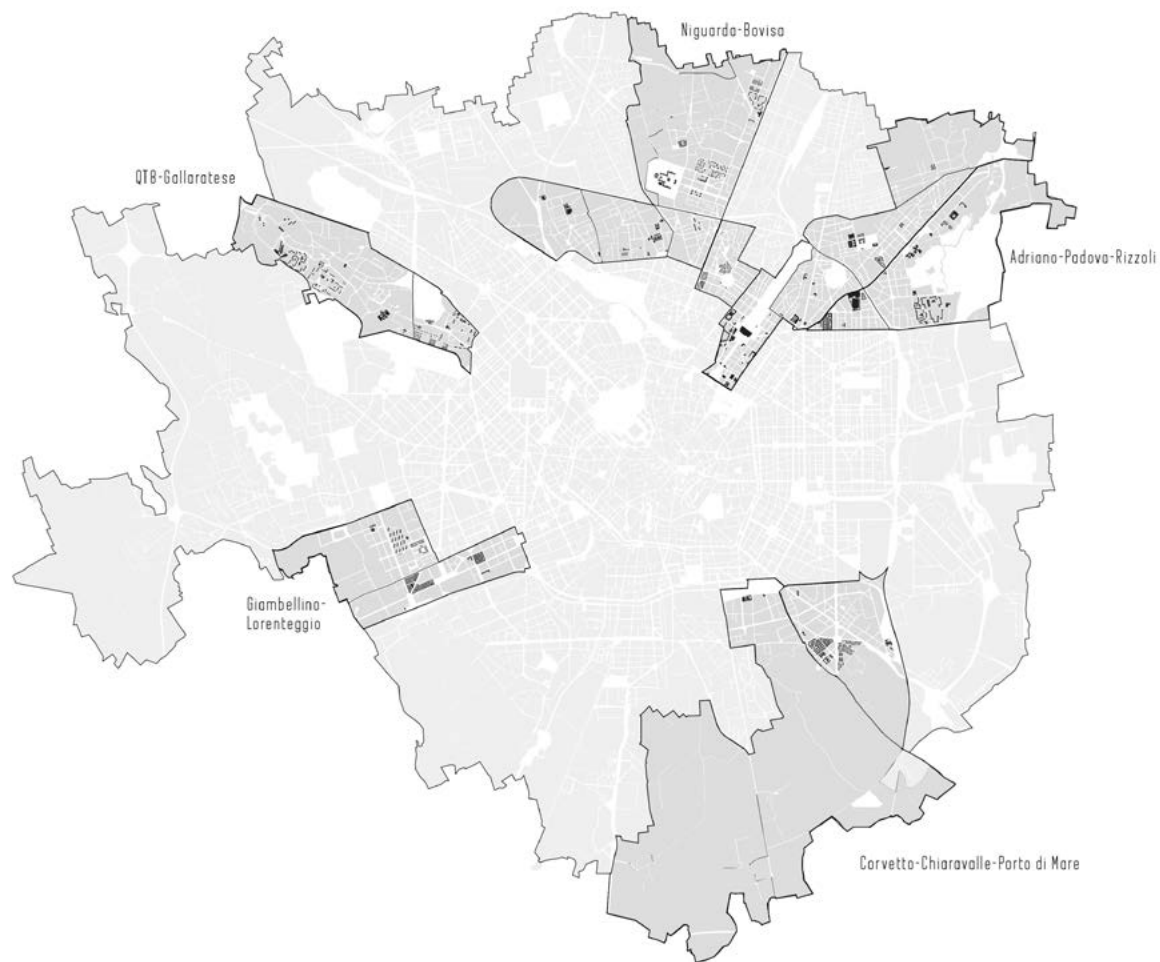 Niguarda-Bovisa
QT8-Gallaratese
Adriano-Padova-Rizzoli
Giambellino-
Lorenteggio
Corvetto-Chiaravalle-Porto di Mare